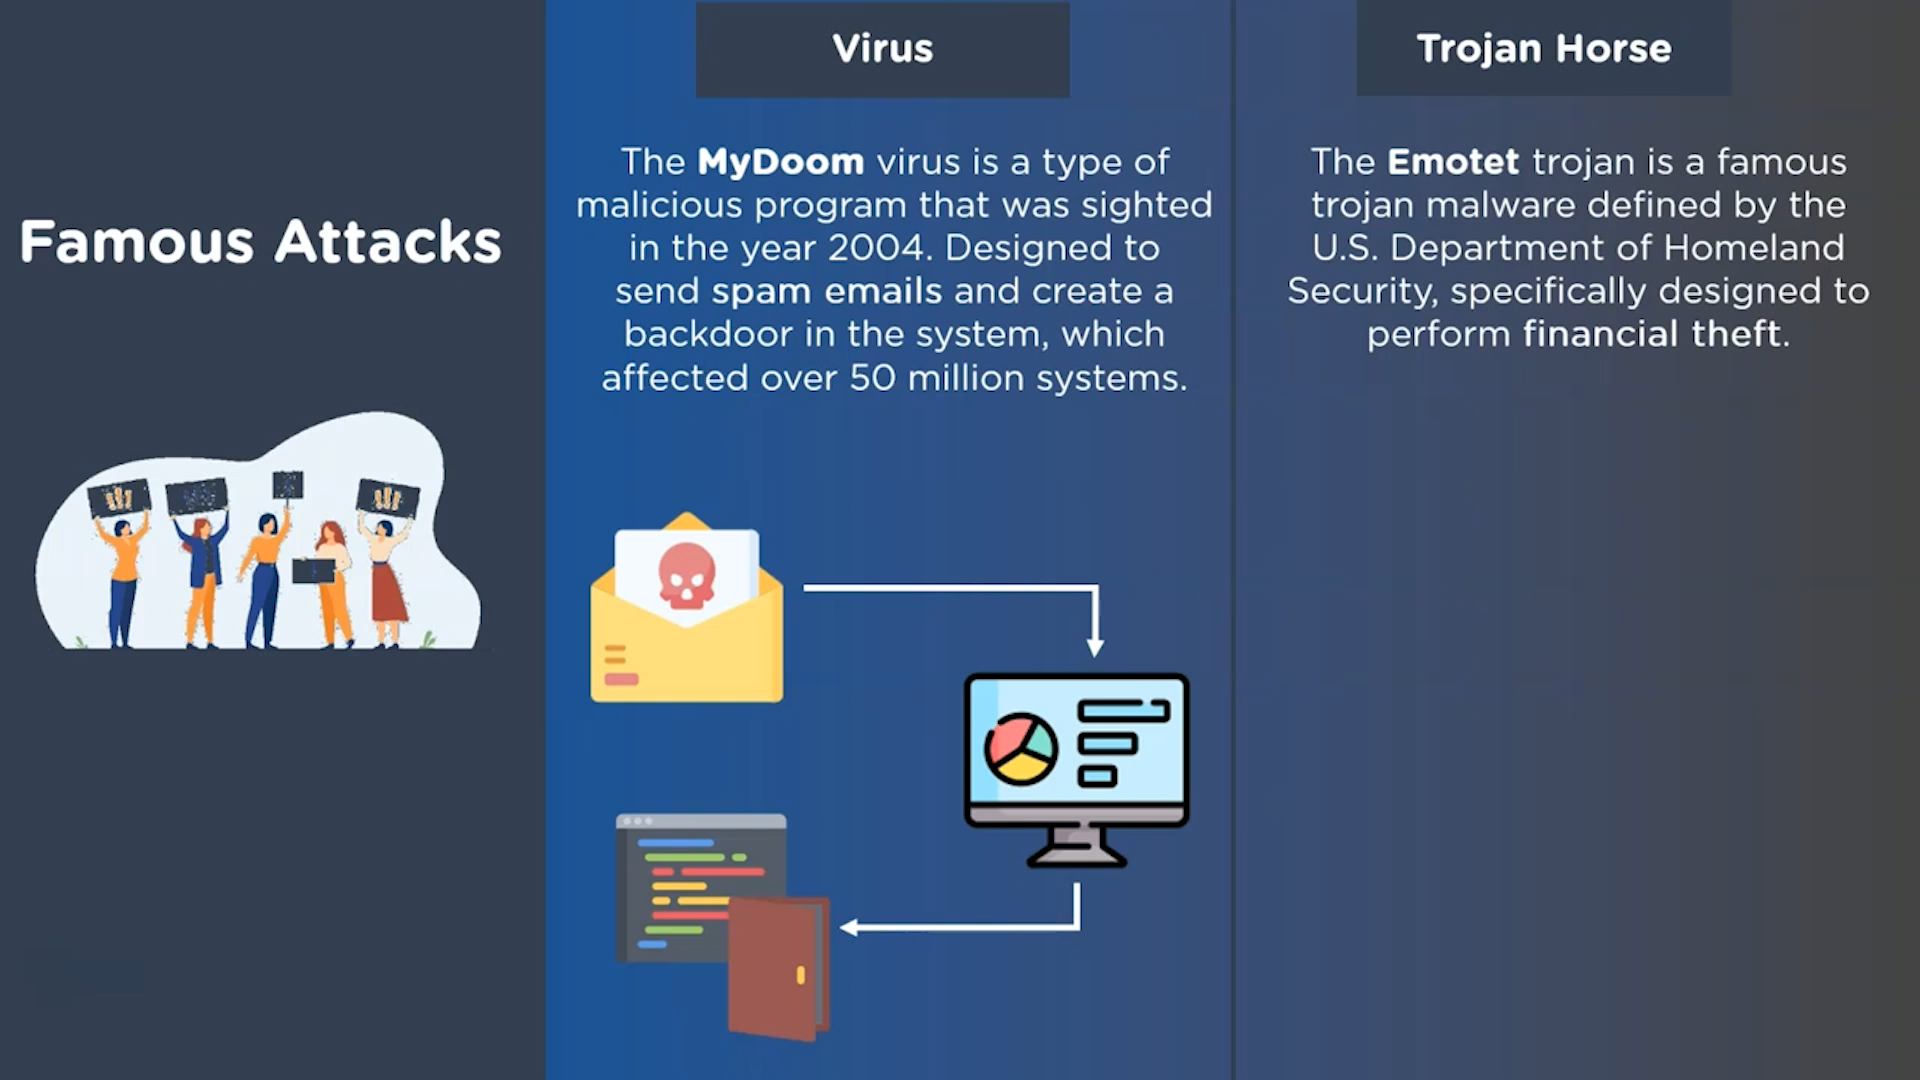 Famous Attacks
Virus
The MyDoom virus is a type of
malicious program that was sighted
in the year 2004. Designed to
send spam emails and create a
backdoor in the system, which
affected over 50 million systems.
Trojan Horse
The Emotet trojan is a famous
trojan malware defined by the
U.S. Department of Homeland
Security, specifically designed to
perform financial theft.